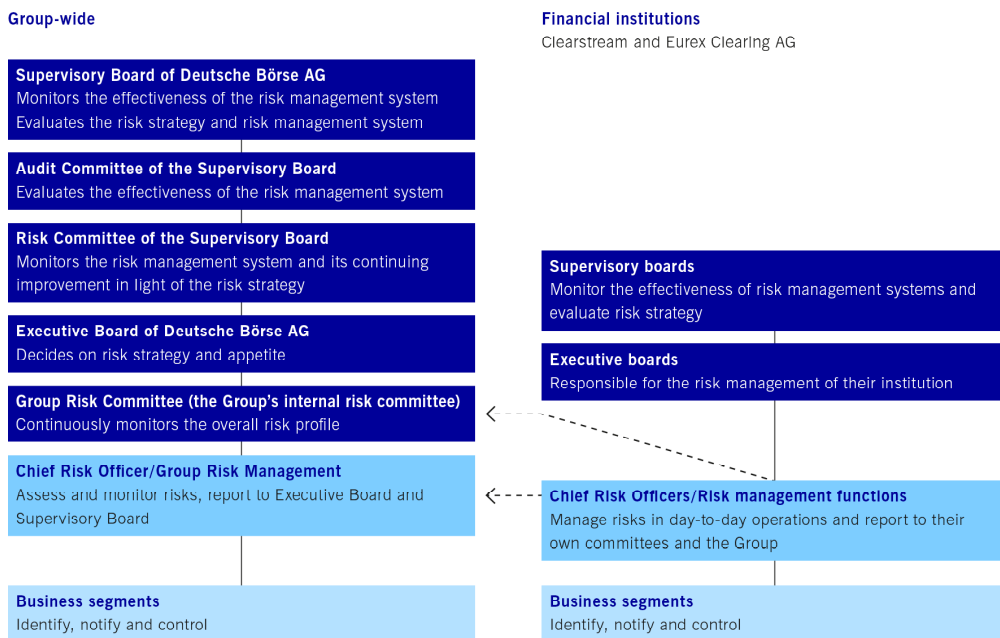 Group-wide
Supervisory Board of Deutsche Börse AG
Monitors the effectiveness of the risk management system
Evaluates the risk strategy and risk management system
Audit Committee of the Supervisory Board
Evaluates the effectiveness of the risk management system
Risk Committee of the Supervisory Board
Monitors the risk management system and its continuing
improvement in light of the risk strategy
Executive Board of Deutsche Börse AG
Decides on risk strategy and appetite
Group Risk Committee (the Group's internal risk committee)
Continuously monitors the overall risk profile
Chief Risk Officer/Group Risk Management
Assess and monitor risks, report to Executive Board and
Supervisory Board
Business segments
Identify, notify and control
Financial institutions
Clearstream and Eurex Clearing AG
Supervisory boards
Monitor the effectiveness of risk management systems and
evaluate risk strategy
Executive boards
Responsible for the risk management of their institution
Chief Risk Officers/Risk management functions
Manage risks in day-to-day operations and report to their
own committees and the Group
Business segments
Identify, notify and control